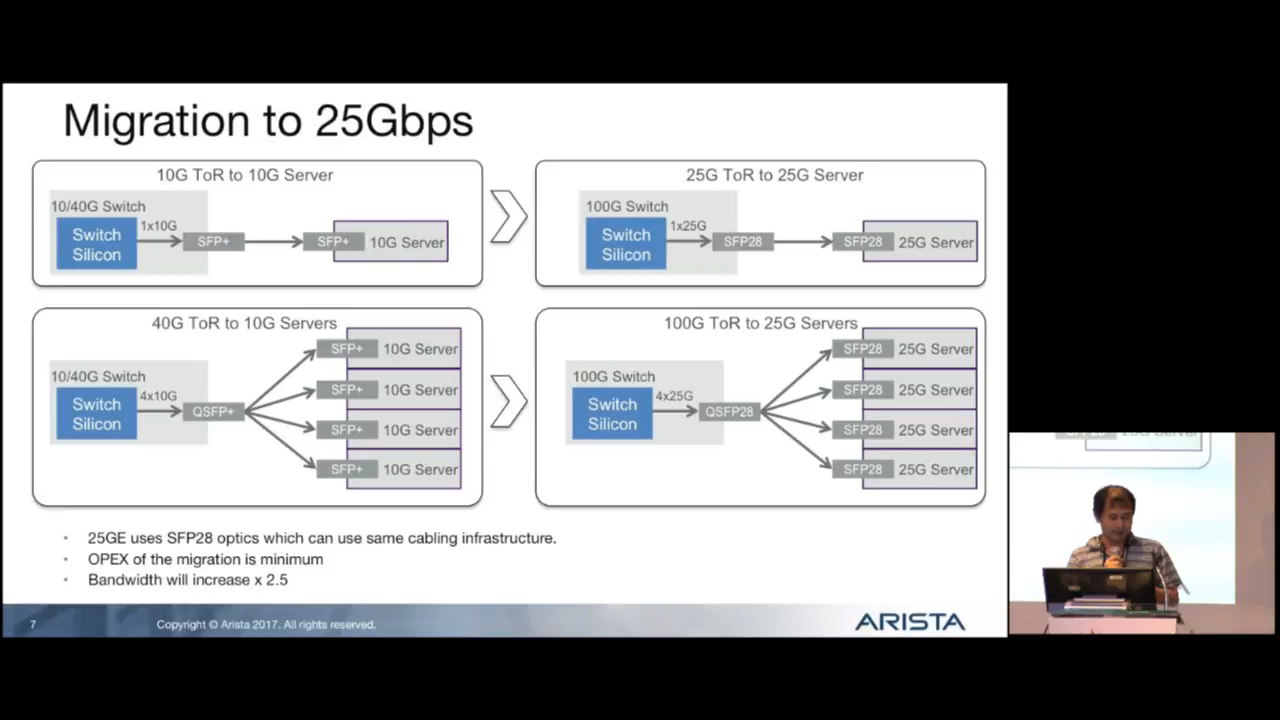 Migration to 25Gbps
10G ToR to 10G Server
10/40G Switch
Switch
Silicon
1x10G
SFP+
SFP+
10G Server
25G ToR to 25G Server
100G Switch
Switch
Silicon
1x25G
SFP28
SFP28
25G Server
40G ToR to 10G Servers
10/40G Switch
Switch
Silicon
4x10G
QSFP+
SFP+
10G Server
SFP+
10G Server
SFP+
10G Server
SFP+
10G Server
100G ToR to 25G Servers
100G Switch
Switch
Silicon
4x25G
QSFP28
SFP28
25G Server
SFP28
25G Server
SFP28
25G Server
SFP28
25G Server
• 25GE uses SFP28 optics which can use same cabling infrastructure.
• OPEX of the migration is minimum
• Bandwidth will increase x 2.5
7
Copyright © Arista 2017. All rights reserved.
ARISTA